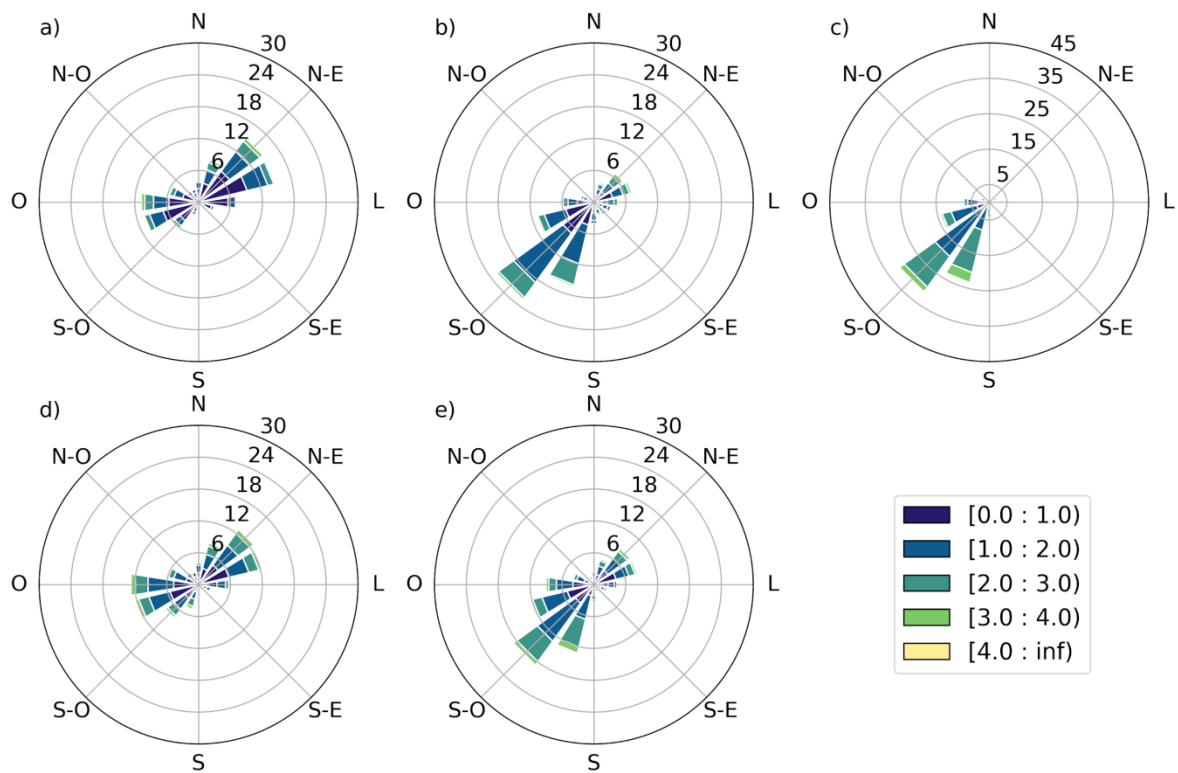 a)
N
30
24
18
12
6
N-O
N-E
O
L
S-O
S-E
S
b)
N
30
24
18
12
6
N-O
N-E
O
L
S-O
S-E
S
c)
N
45
35
25
15
5
N-O
N-E
O
L
S-O
S-E
S
d)
N
30
24
18
12
6
N-O
N-E
O
L
S-O
S-E
S
e)
N
30
24
18
12
6
N-O
N-E
O
L
S-O
S-E
S
[0.0 : 1.0)
[1.0 : 2.0)
[2.0 : 3.0)
[3.0 : 4.0)
[4.0 : inf)